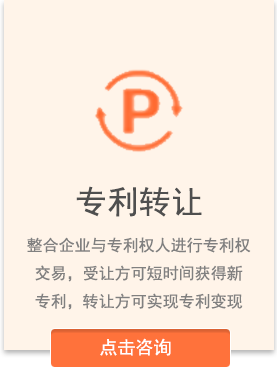 P
专利转让
整合企业与专利权人进行专利权
交易，受让方可短时间获得新
专利，转让方可实现专利变现
点击咨询